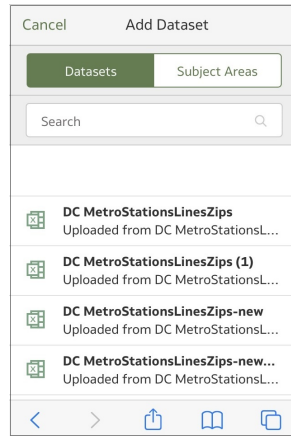 Cancel Add Dataset
Datasets Subject Areas
Search
DC MetroStationsLinesZips
Uploaded from DC MetroStationsL...
DC MetroStationsLinesZips (1)
Uploaded from DC MetroStationsL...
DC MetroStationsLinesZips-new
Uploaded from DC MetroStationsL...
DC MetroStationsLinesZips-new...
Uploaded from DC MetroStationsL...